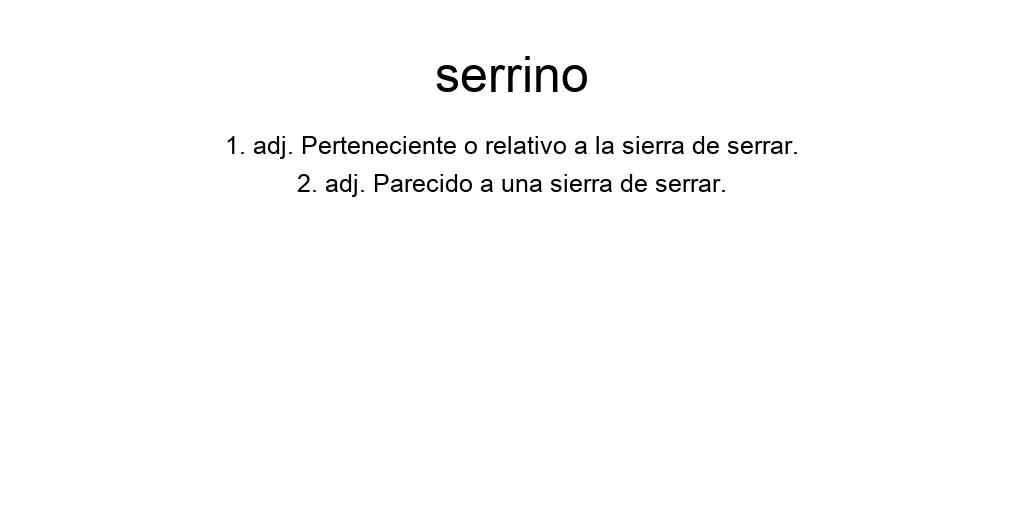 serrino
1. adj. Perteneciente o relativo a la sierra de serrar.
2. adj. Parecido a una sierra de serrar.